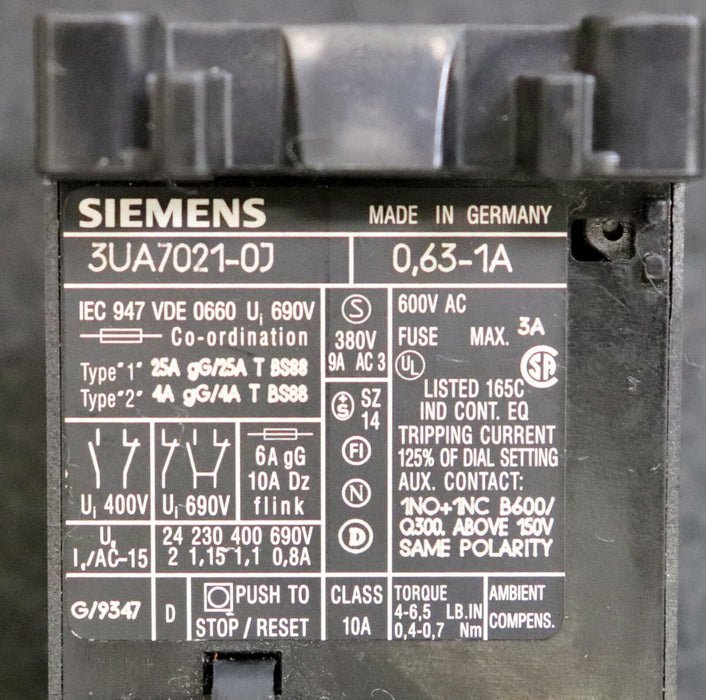 SIEMENS MADE IN GERMANY
3UA7021-0J 0,63-1A
IEC 947 VDE 0660 Ui 690V
Co-ordination
Type "1" 25A gG/25A T BS88
Type "2" 4A gG/4A T BS88
S
380V
9A AC 3
600V AC
FUSE MAX. 3A
UL SA
LISTED 165C
IND CONT. EQ
TRIPPING CURRENT
125% OF DIAL SETTING
AUX. CONTACT:
1NO+1NC B600/
Q300. ABOVE 150V
SAME POLARITY
+S SZ
14
FI
N
D
Ui 400V
Ui 690V
6A gG
10A Dz
flink
Ue 24 230 400 690V
Ie/AC-15 2 1,15 1,1 0,8A
G/9347 D
PUSH TO
STOP / RESET
CLASS
10A
TORQUE
4-6,5 LB.IN
0,4-0,7 Nm
AMBIENT
COMPENS.